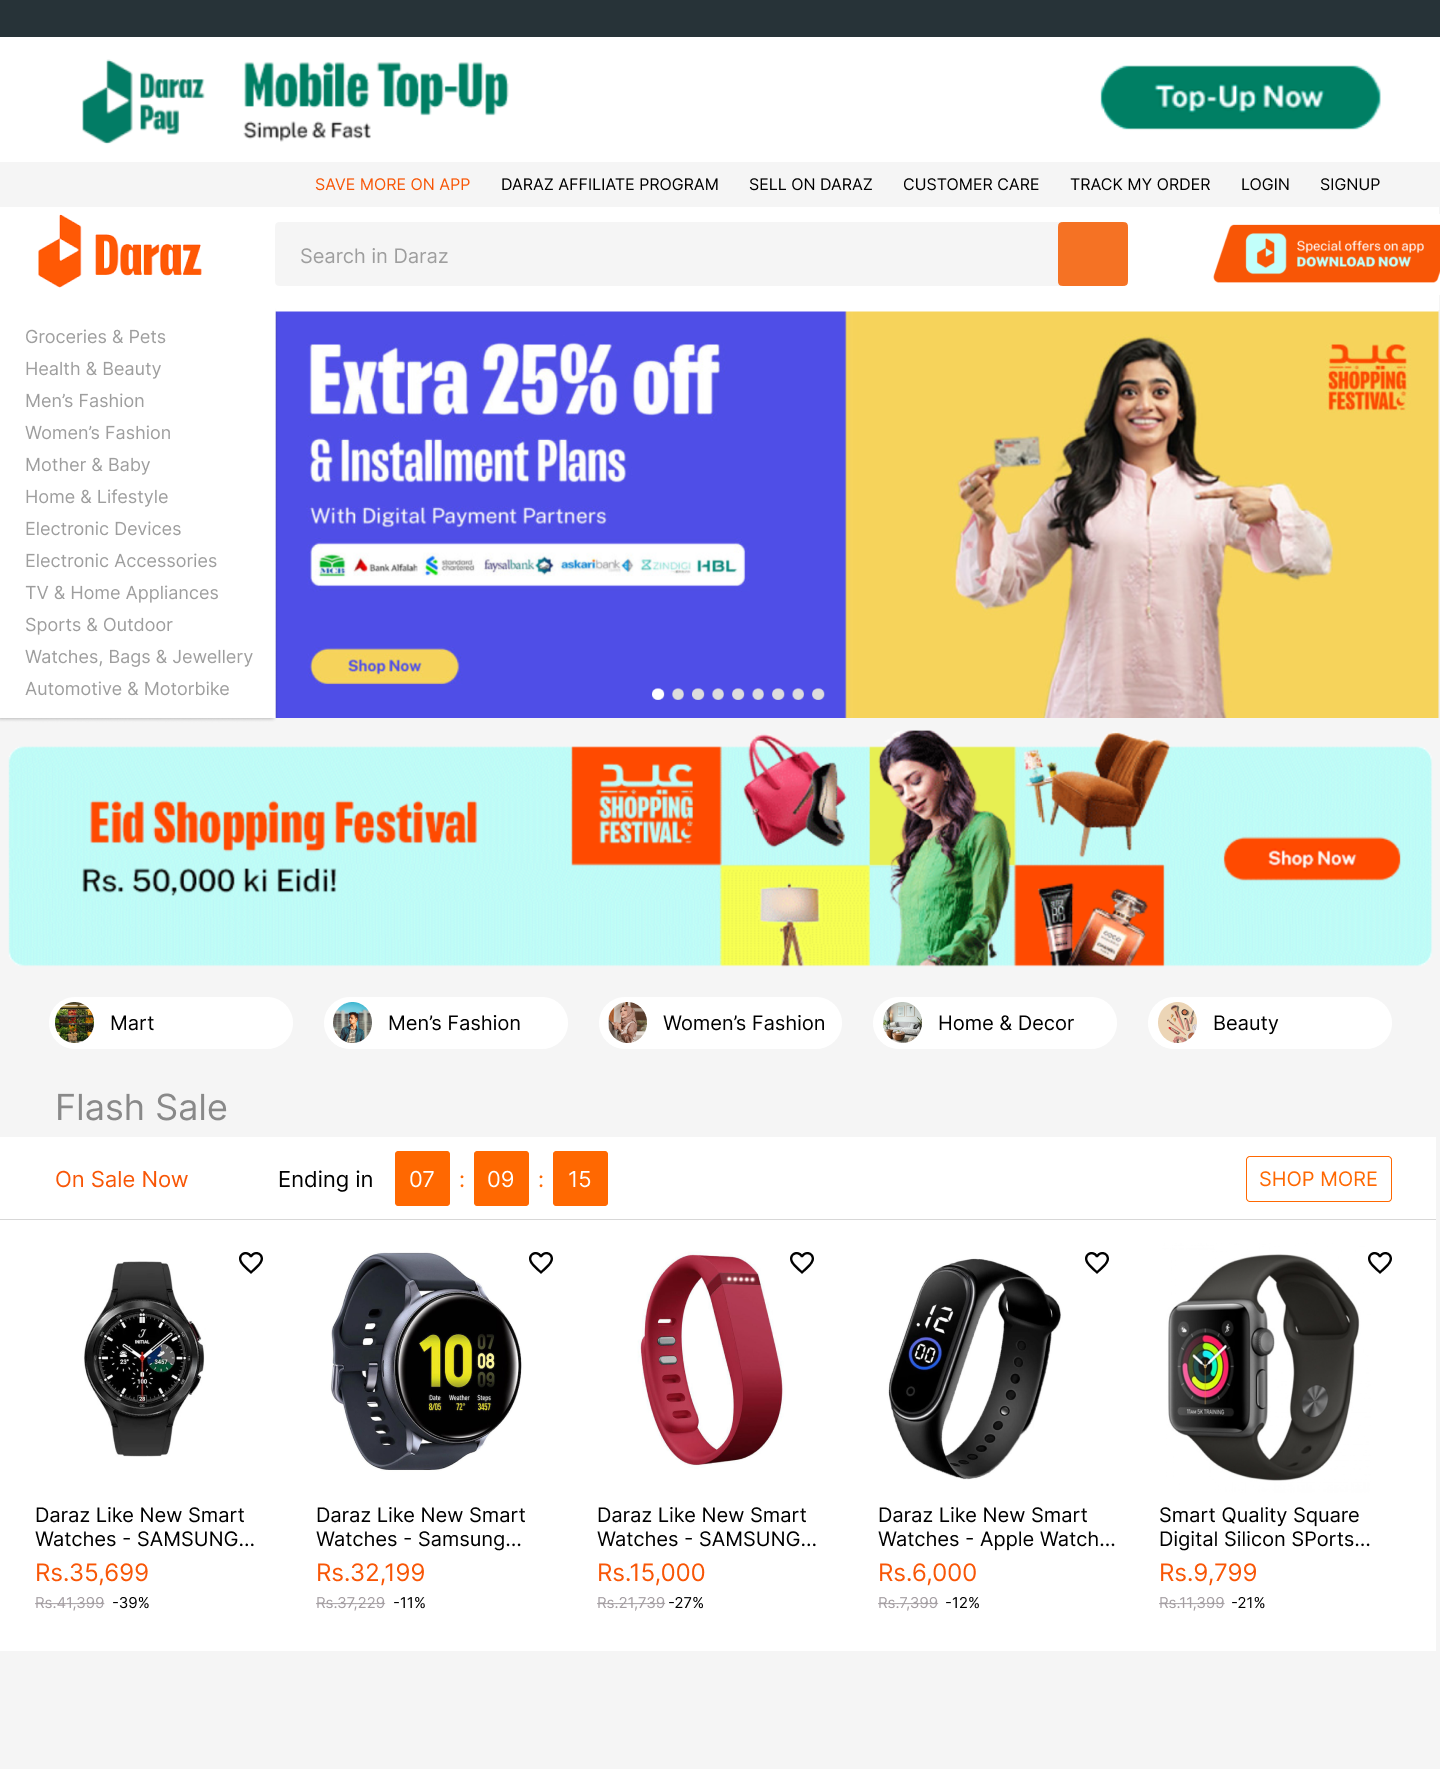 Daraz
Pay
Mobile Top-Up
Simple & Fast
Top-Up Now
SAVE MORE ON APP DARAZ AFFILIATE PROGRAM SELL ON DARAZ CUSTOMER CARE TRACK MY ORDER LOGIN SIGNUP
Daraz
Search in Daraz
Special offers on app
DOWNLOAD NOW
Groceries & Pets
Health & Beauty
Men's Fashion
Women's Fashion
Mother & Baby
Home & Lifestyle
Electronic Devices
Electronic Accessories
TV & Home Appliances
Sports & Outdoor
Watches, Bags & Jewellery
Automotive & Motorbike
Extra 25% off
& Installment Plans
With Digital Payment Partners
MCB Bank Alfalah standard chartered faysalbank askaribank ZINDIGI HBL
Shop Now
عيد
SHOPPING
FESTIVAL
Eid Shopping Festival
Rs. 50,000 ki Eidi!
عيد
SHOPPING
FESTIVAL
Shop Now
Mart
Men's Fashion
Women's Fashion
Home & Decor
Beauty
Flash Sale
On Sale Now
Ending in 07 : 09 : 15
SHOP MORE
Daraz Like New Smart
Watches - SAMSUNG...
Rs.35,699
Rs.41,399 -39%
Daraz Like New Smart
Watches - Samsung...
Rs.32,199
Rs.37,229 -11%
Daraz Like New Smart
Watches - SAMSUNG...
Rs.15,000
Rs.21,739 -27%
Daraz Like New Smart
Watches - Apple Watch...
Rs.6,000
Rs.7,399 -12%
Smart Quality Square
Digital Silicon SPorts...
Rs.9,799
Rs.11,399 -21%